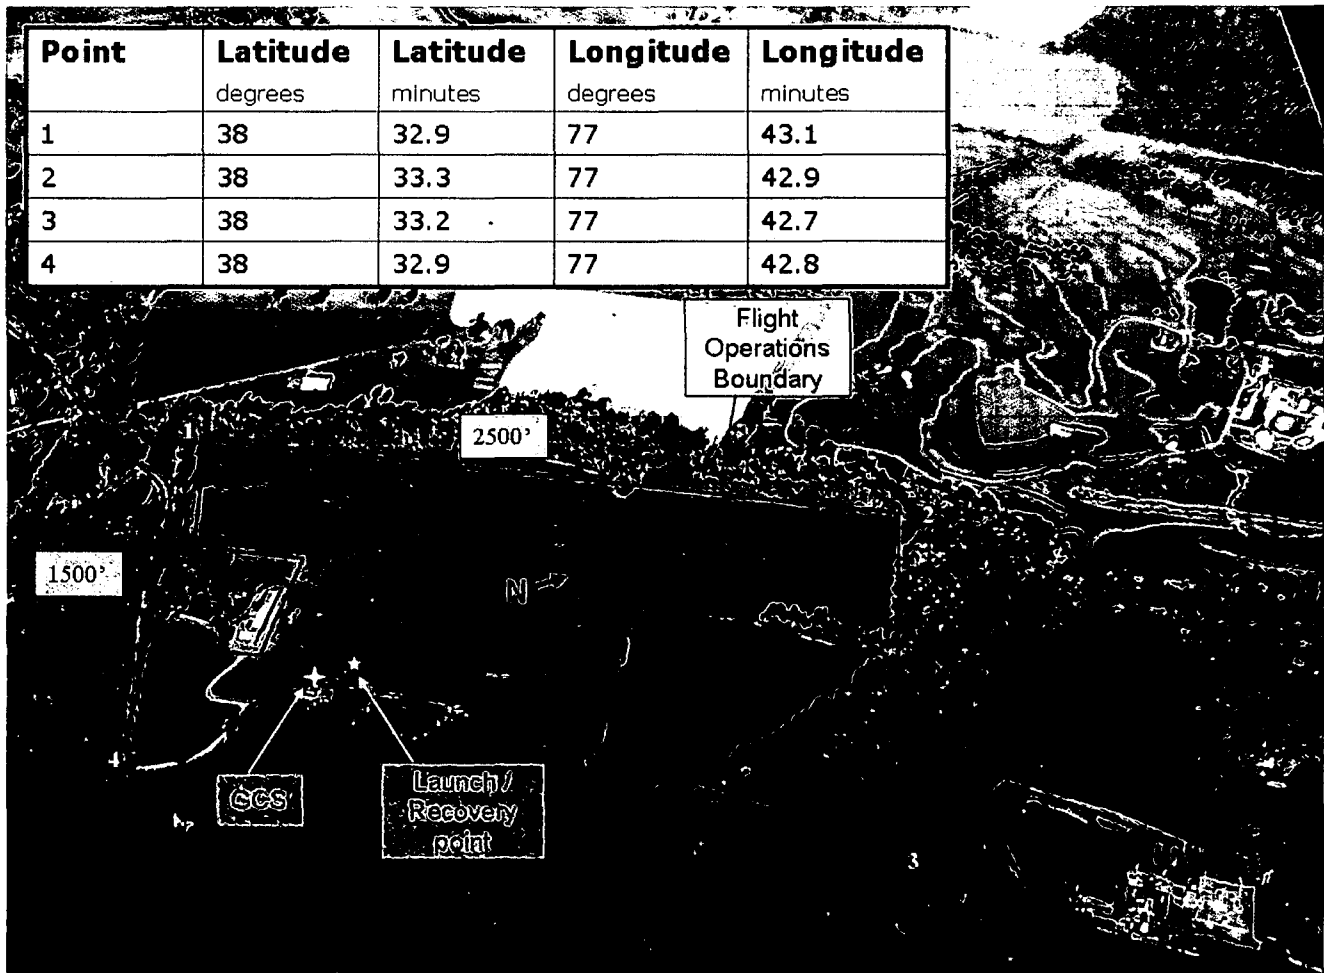 Point Latitude Latitude Longitude Longitude
degrees minutes degrees minutes
1 38 32.9 77 43.1
2 38 33.3 77 42.9
3 38 33.2 77 42.7
4 38 32.9 77 42.8
Flight
Operations
Boundary
1
2500'
2
1500'
N
4
GCS
Launch /
Recovery
point
3